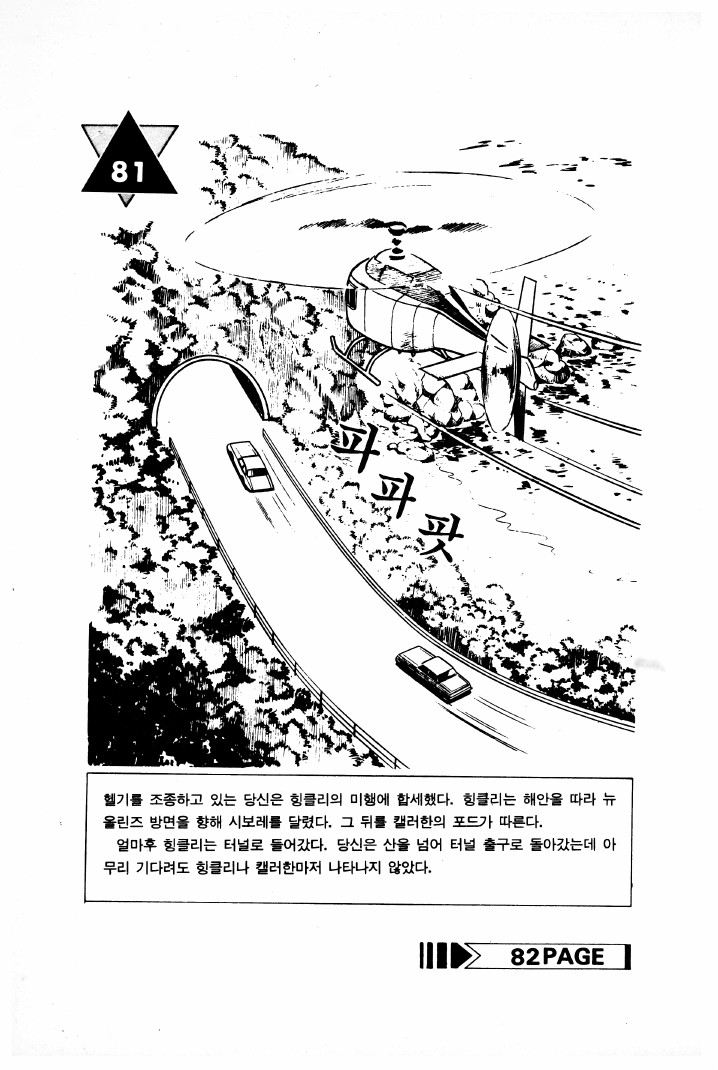 81
파
파
팟
헬기를 조종하고 있는 당신은 힝클리의 미행에 합세했다. 힝클리는 해안을 따라 뉴
올린즈 방면을 향해 시보레를 달렸다. 그 뒤를 캘러한의 포드가 따른다.
얼마후 힝클리는 터널로 들어갔다. 당신은 산을 넘어 터널 출구로 돌아갔는데 아
무리 기다려도 힝클리나 캘러한마저 나타나지 않았다.
82PAGE